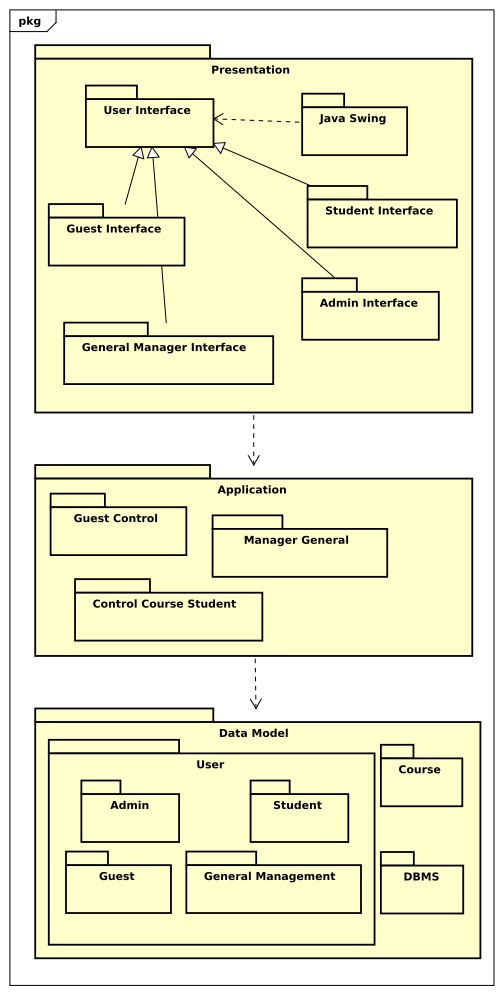 pkg
Presentation
User Interface
Java Swing
Guest Interface
Student Interface
Admin Interface
General Manager Interface
Application
Guest Control
Manager General
Control Course Student
Data Model
User
Course
Admin
Student
Guest
General Management
DBMS